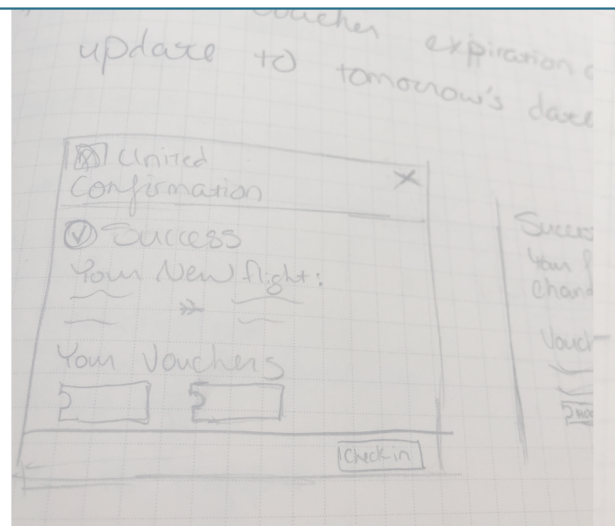 voucher expiration
update to tomorrow's date
United
Confirmation
Success
Your New flight:
Your Vouchers
Check in
Succes
Your
Chan
Vouch